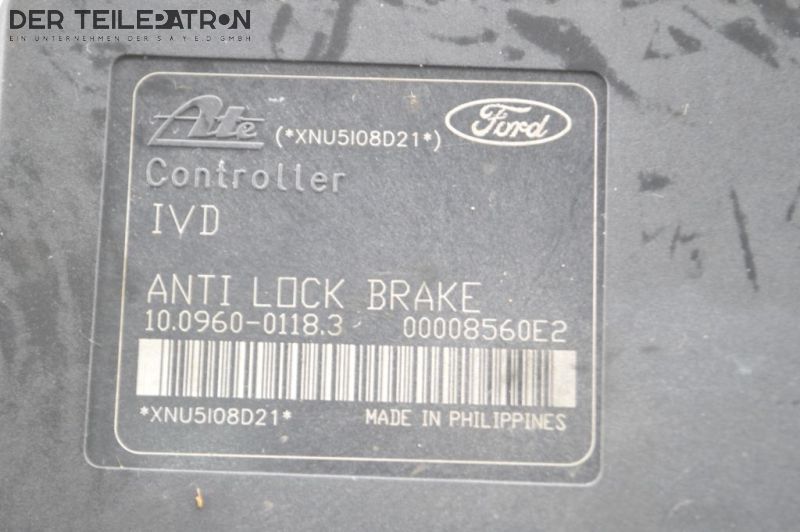 DER TEILEPATRON
EIN UNTERNEHMEN DER SAYED GMBH
Ate (*XNU5I08D21*) Ford
Controller
IVD
ANTI LOCK BRAKE
10.0960-0118.3 00008560E2
*XNU5I08D21* MADE IN PHILIPPINES